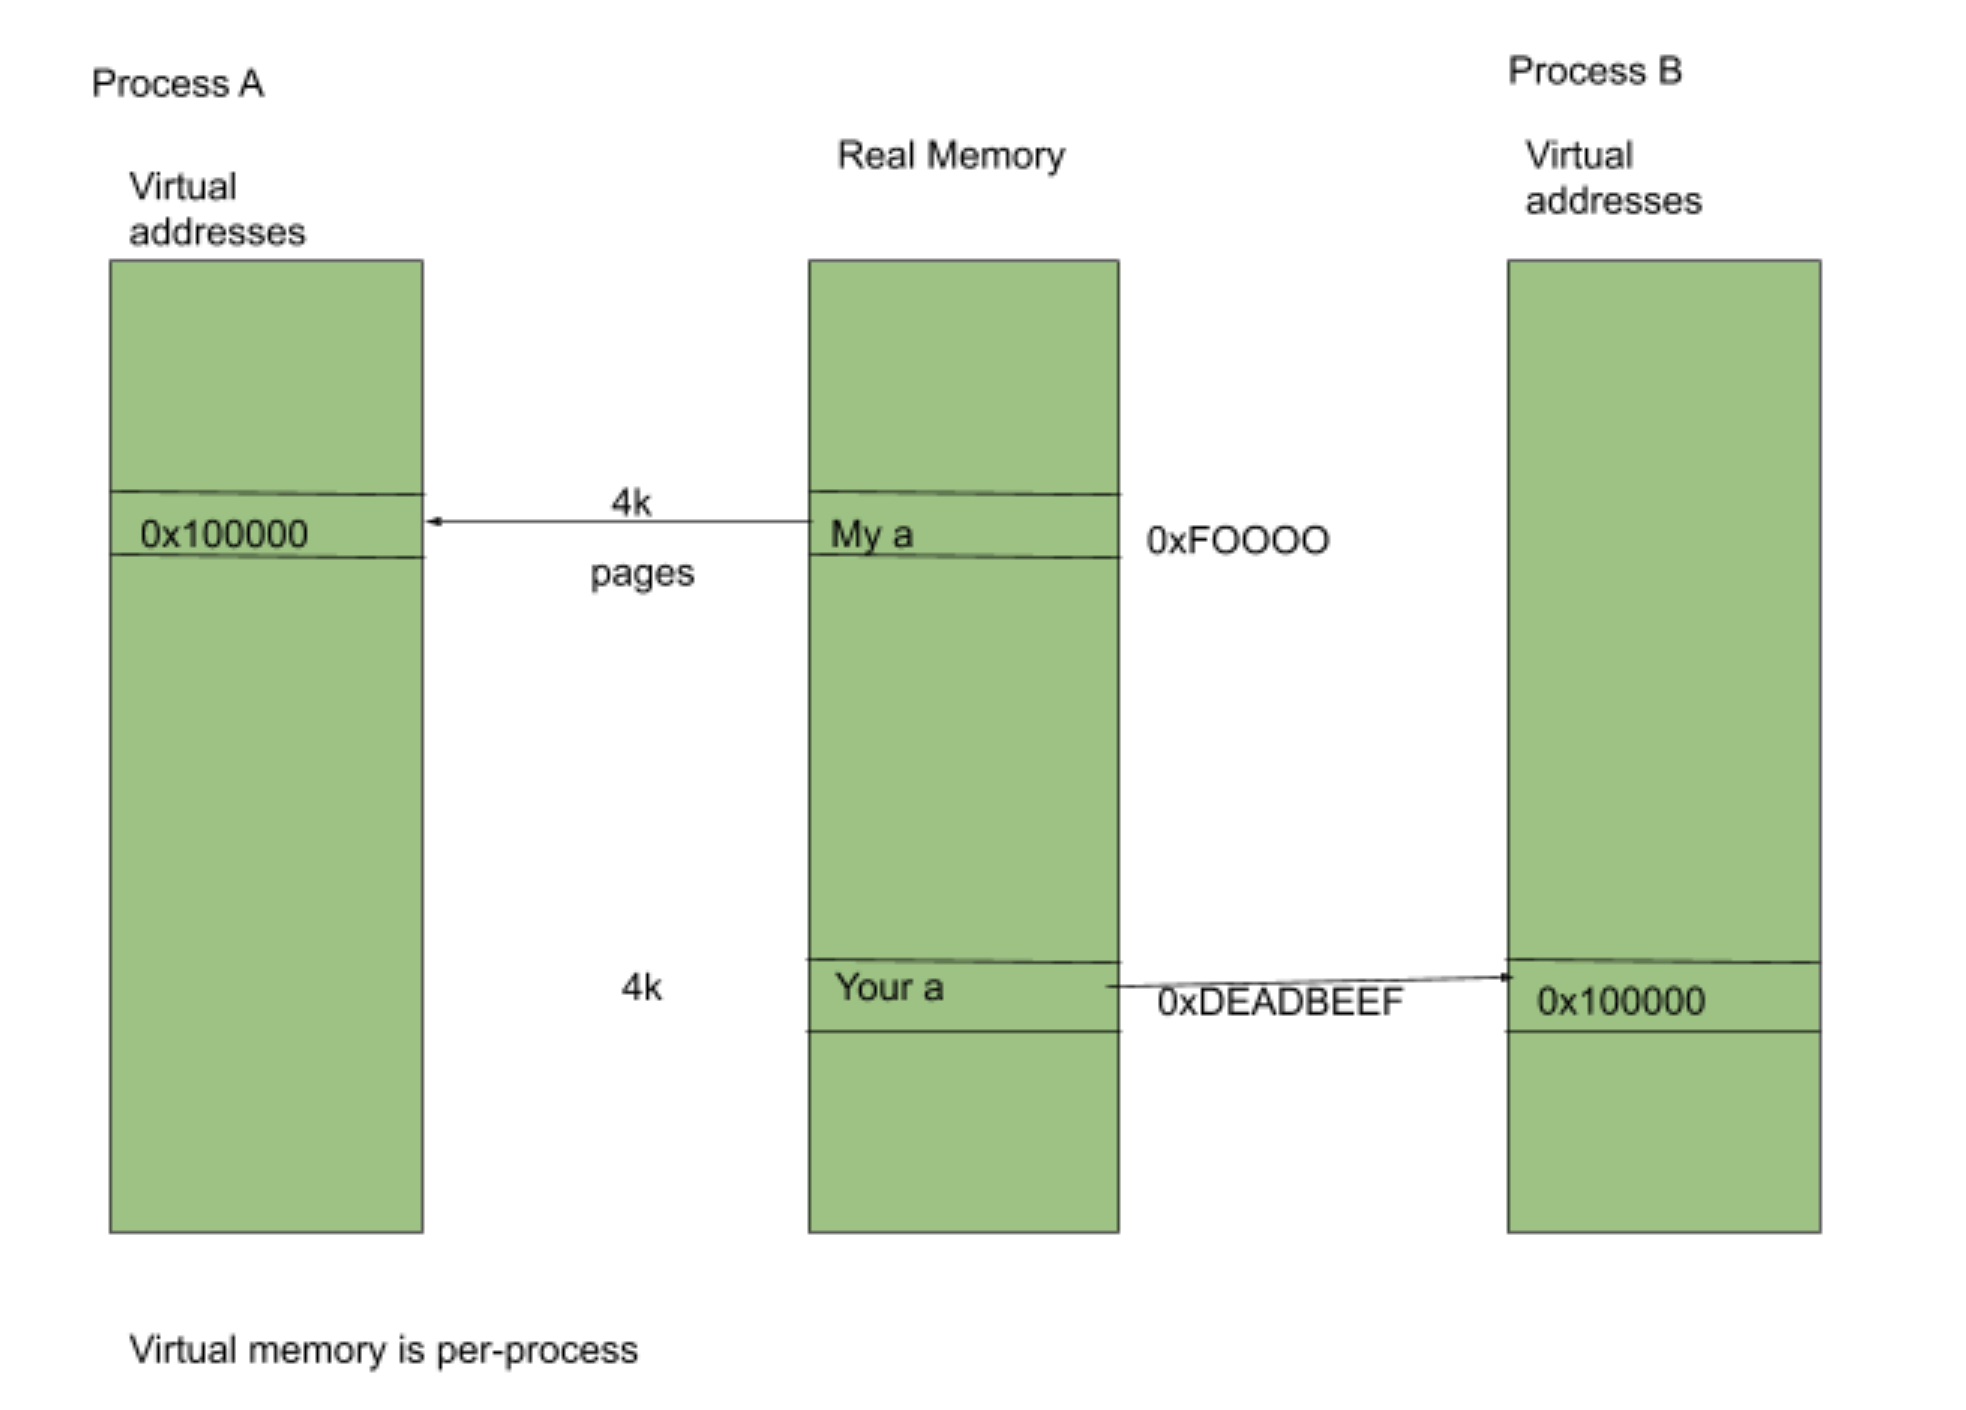 Process A
Process B
Real Memory
Virtual
addresses
Virtual
addresses
4k
0x100000
My a
0xFOOOO
pages
4k
Your a
0xDEADBEEF
0x100000
Virtual memory is per-process